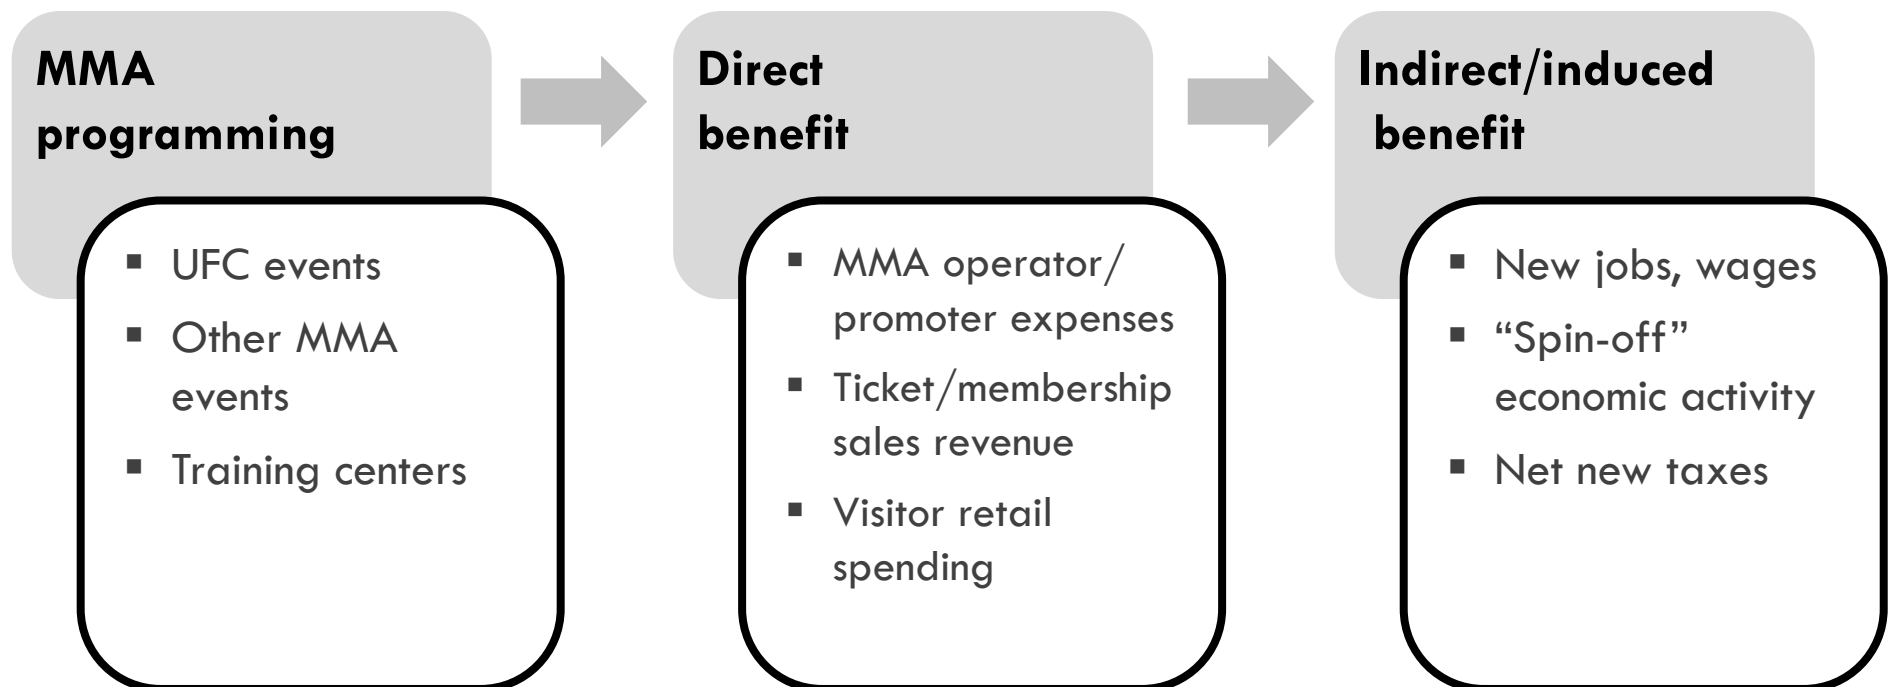 MMA
programming
▪ UFC events
▪ Other MMA
events
▪ Training centers
Direct
benefit
▪ MMA operator/
promoter expenses
▪ Ticket/membership
sales revenue
▪ Visitor retail
spending
Indirect/induced
benefit
▪ New jobs, wages
▪ “Spin-off”
economic activity
▪ Net new taxes